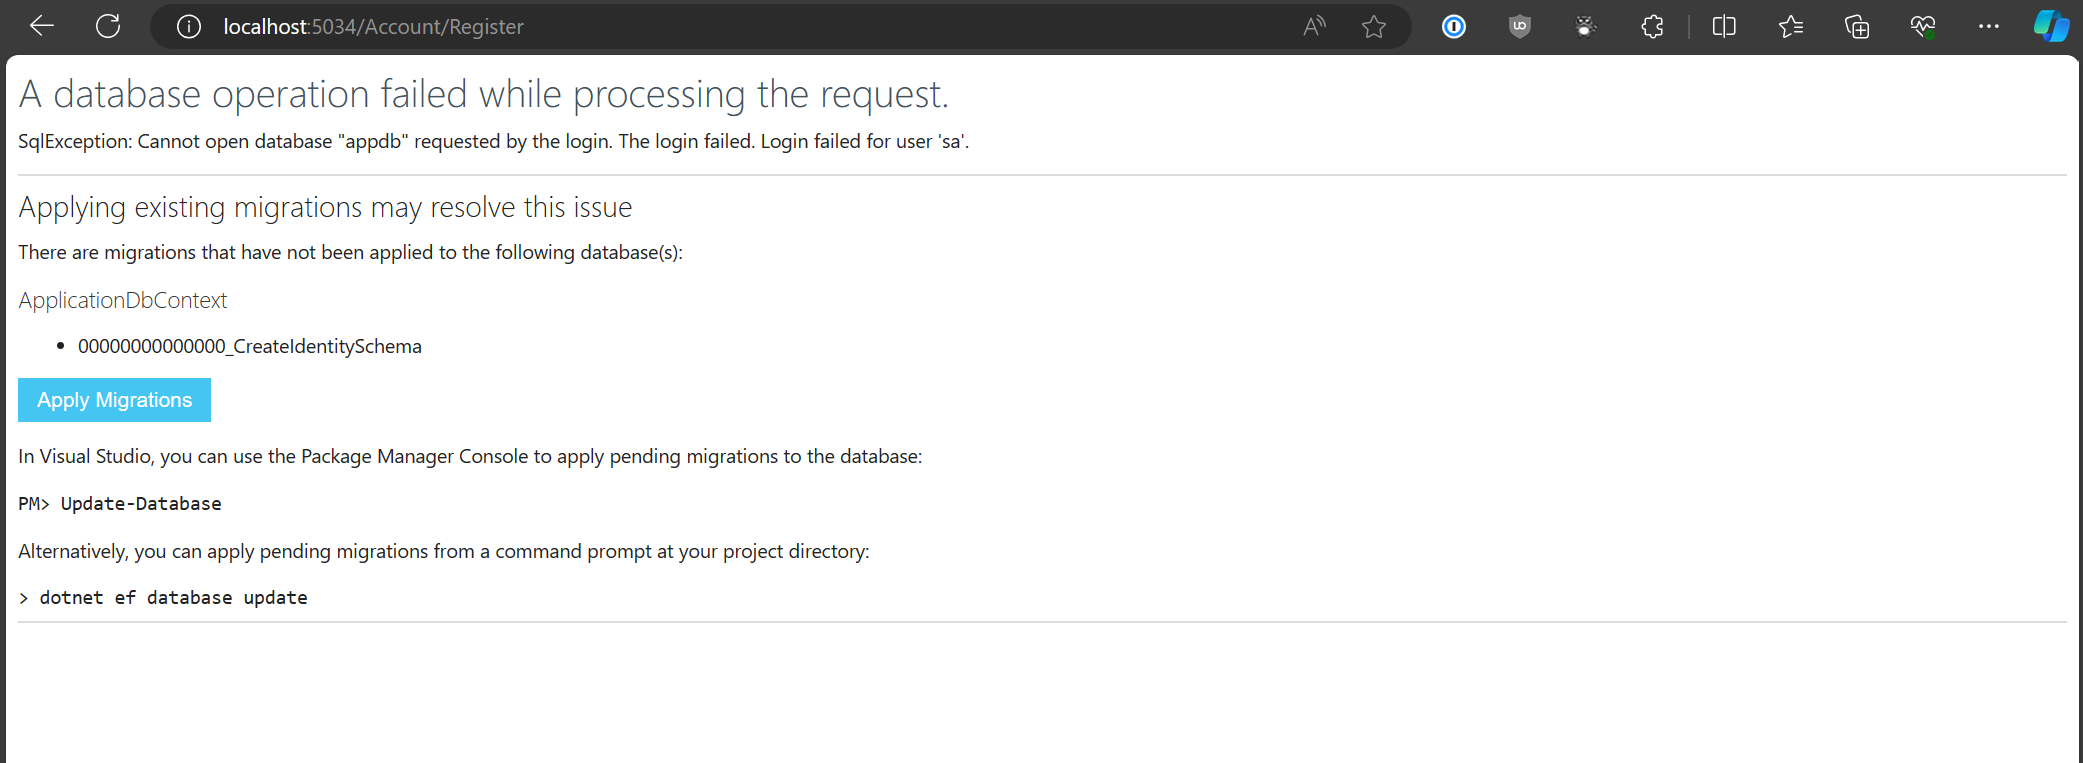 localhost:5034/Account/Register
A database operation failed while processing the request.
SqlException: Cannot open database "appdb" requested by the login. The login failed. Login failed for user 'sa'.
Applying existing migrations may resolve this issue
There are migrations that have not been applied to the following database(s):
ApplicationDbContext
• 00000000000000_CreateIdentitySchema
Apply Migrations
In Visual Studio, you can use the Package Manager Console to apply pending migrations to the database:
PM> Update-Database
Alternatively, you can apply pending migrations from a command prompt at your project directory:
> dotnet ef database update